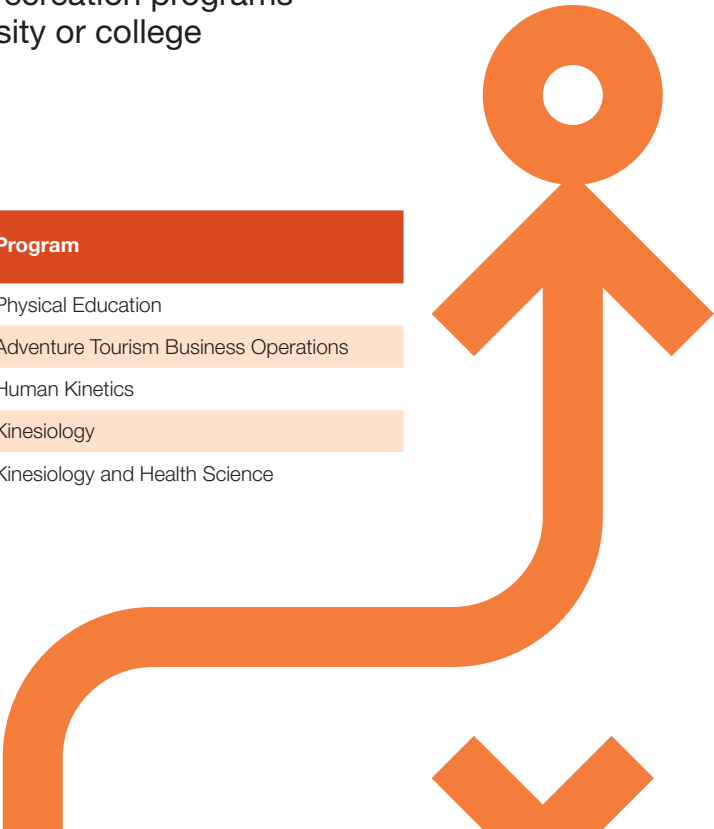 programs
or college
Program
Physical Education
Adventure Tourism Business Operations
Human Kinetics
Kinesiology
Kinesiology and Health Science